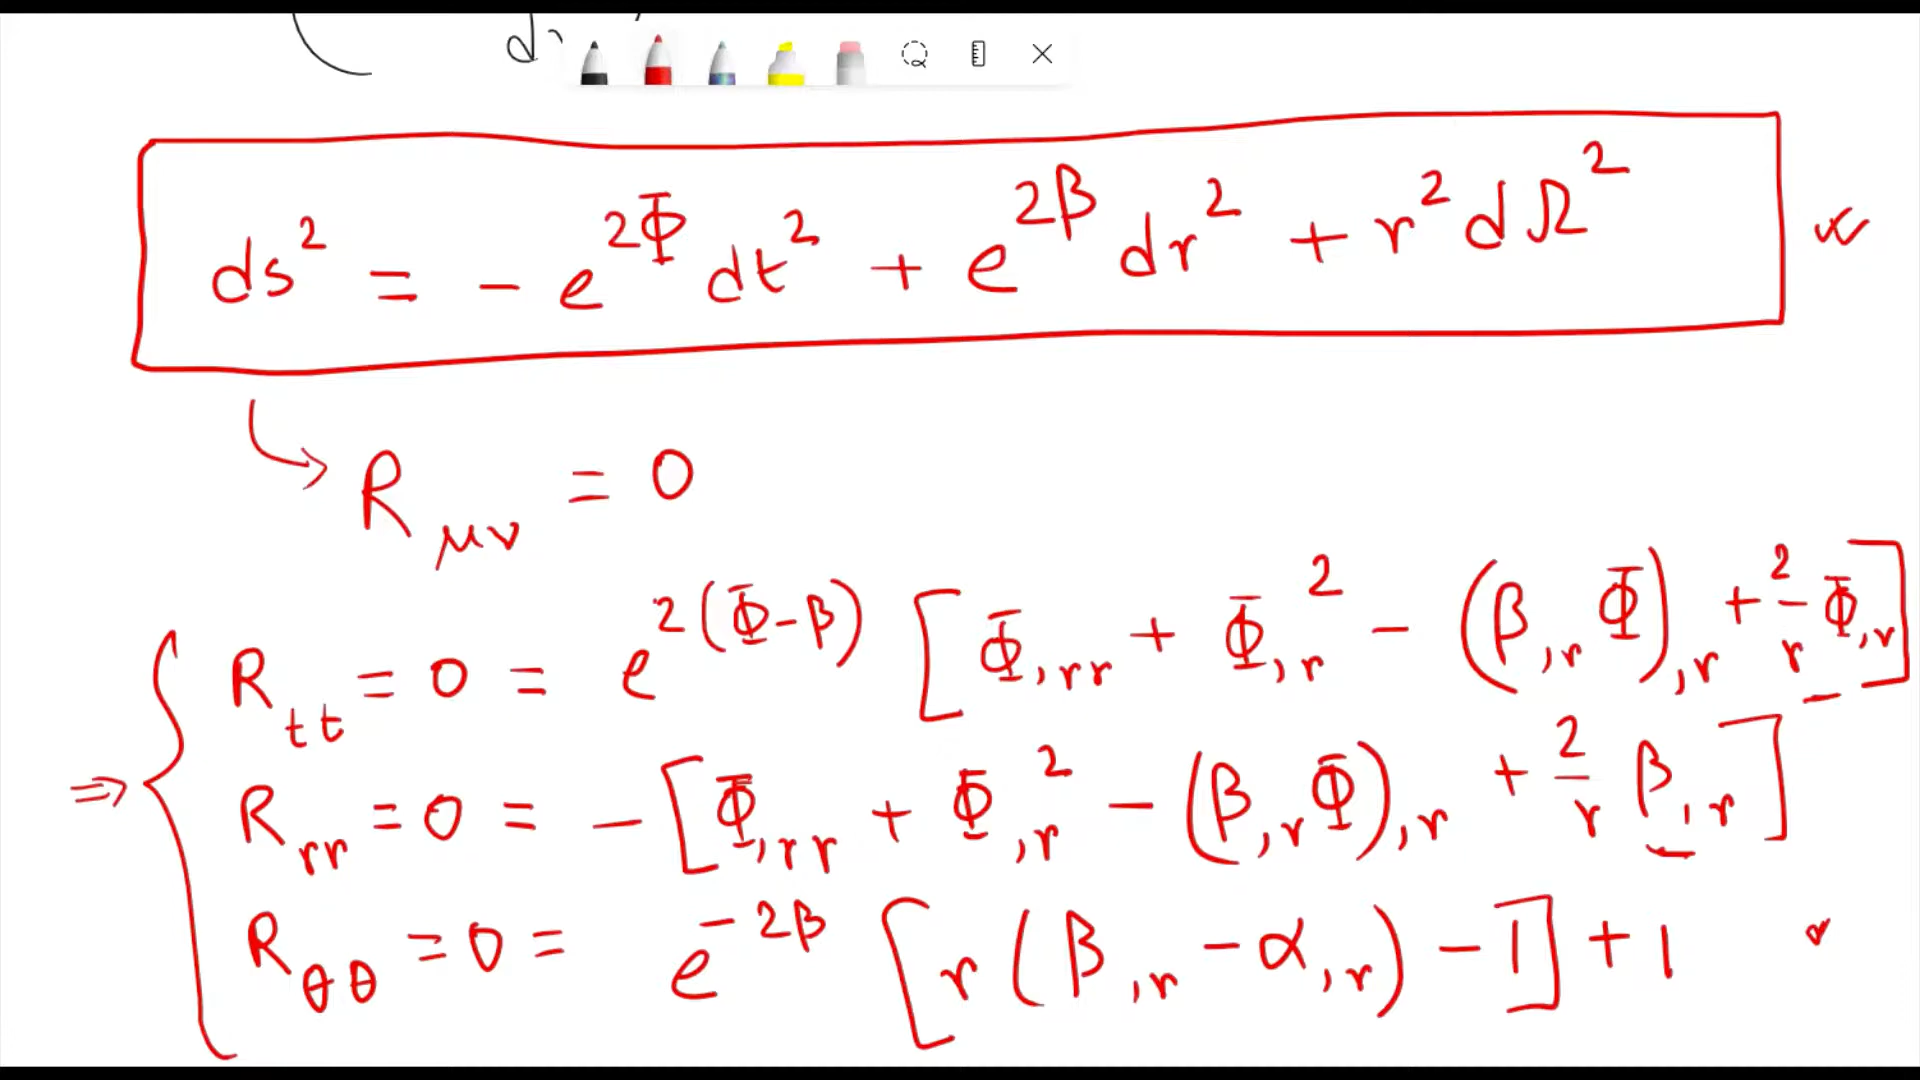 ds² = - e^{2Φ} dt² + e^{2β} dr² + r² dΩ²
R_{μν} = 0
⇒ { R_{tt} = 0 = e^{2(Φ-β)} [ Φ_{,rr} + Φ_{,r}² - (β_{,r} Φ)_{,r} + 2/r Φ_{,r} ]
R_{rr} = 0 = - [ Φ_{,rr} + Φ_{,r}² - (β_{,r} Φ)_{,r} + 2/r β_{,r} ]
R_{θθ} = 0 = e^{-2β} [ r ( β_{,r} - α_{,r} ) - 1 ] + 1